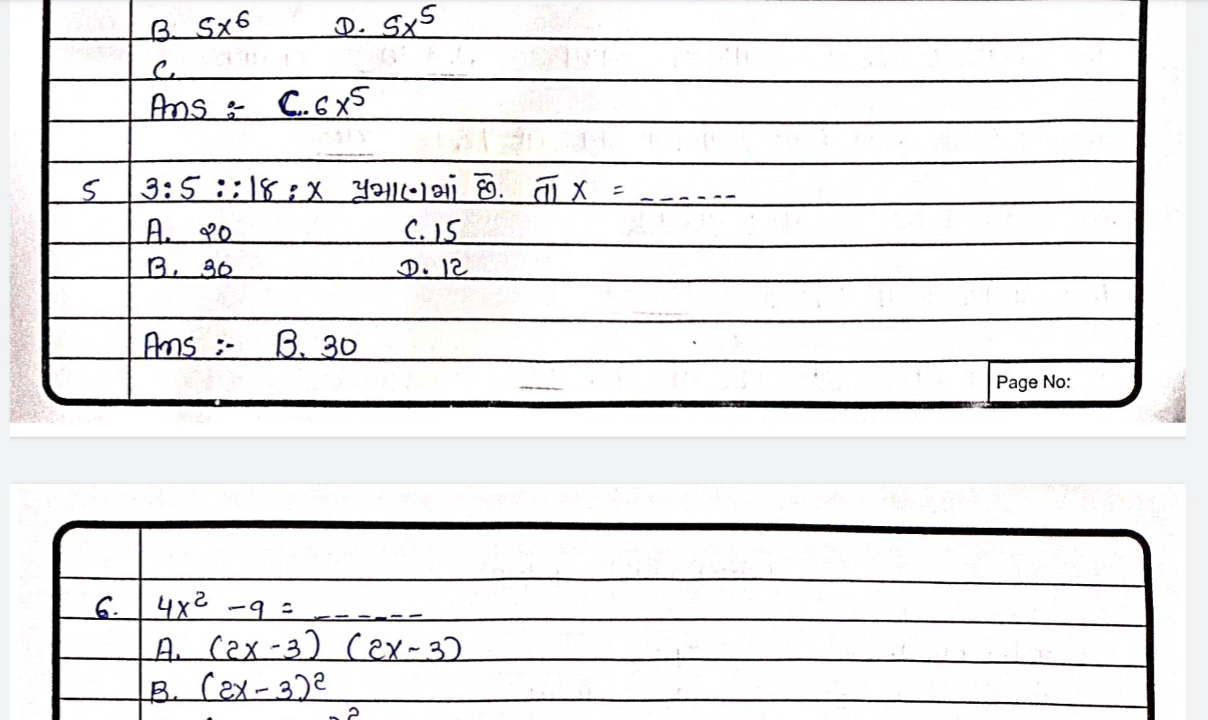 B. 5x⁶ D. 5x⁵
C.
Ans :- C. 6x⁵
5 3:5 ::18:x પ્રમાણમાં છે. તો x = ------
A. 20 C. 15
B. 30 D. 12
Ans :- B. 30
Page No:
6. 4x² -9 = ------
A. (2x-3) (2x-3)
B. (2x-3)²